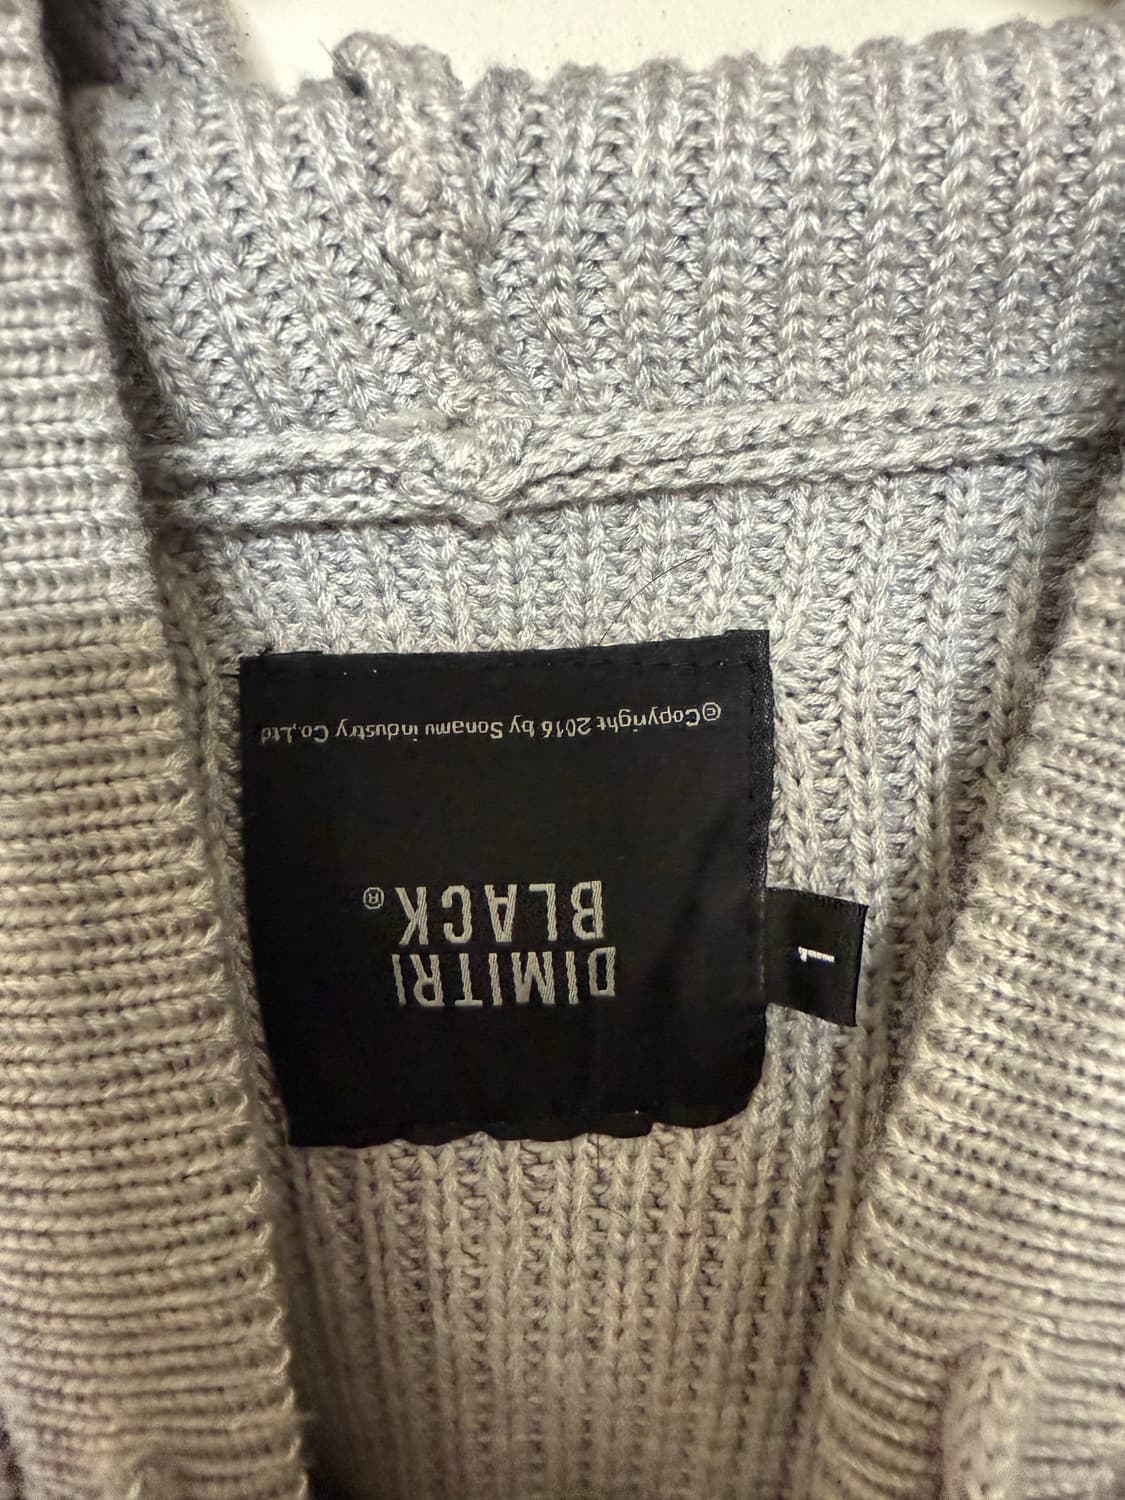 DIMITRI
BLACK ®
©Copyright 2016 by Sonamu industry Co,.Ltd